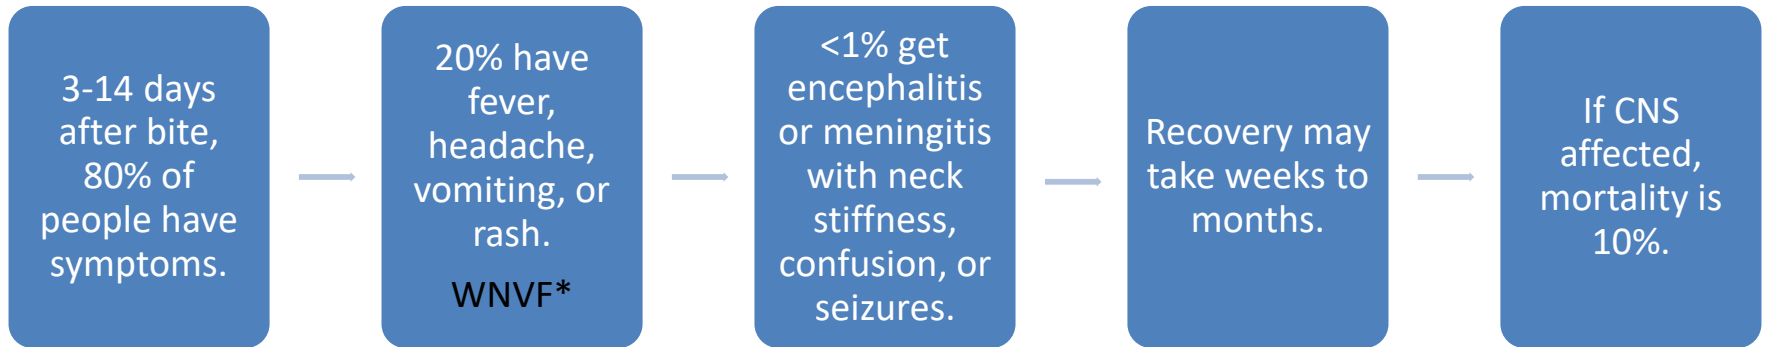 3-14 days
after bite,
80% of
people have
symptoms.
20% have
fever,
headache,
vomiting, or
rash.
WNVF*
<1% get
encephalitis
or meningitis
with neck
stiffness,
confusion, or
seizures.
Recovery may
take weeks to
months.
If CNS
affected,
mortality is
10%.